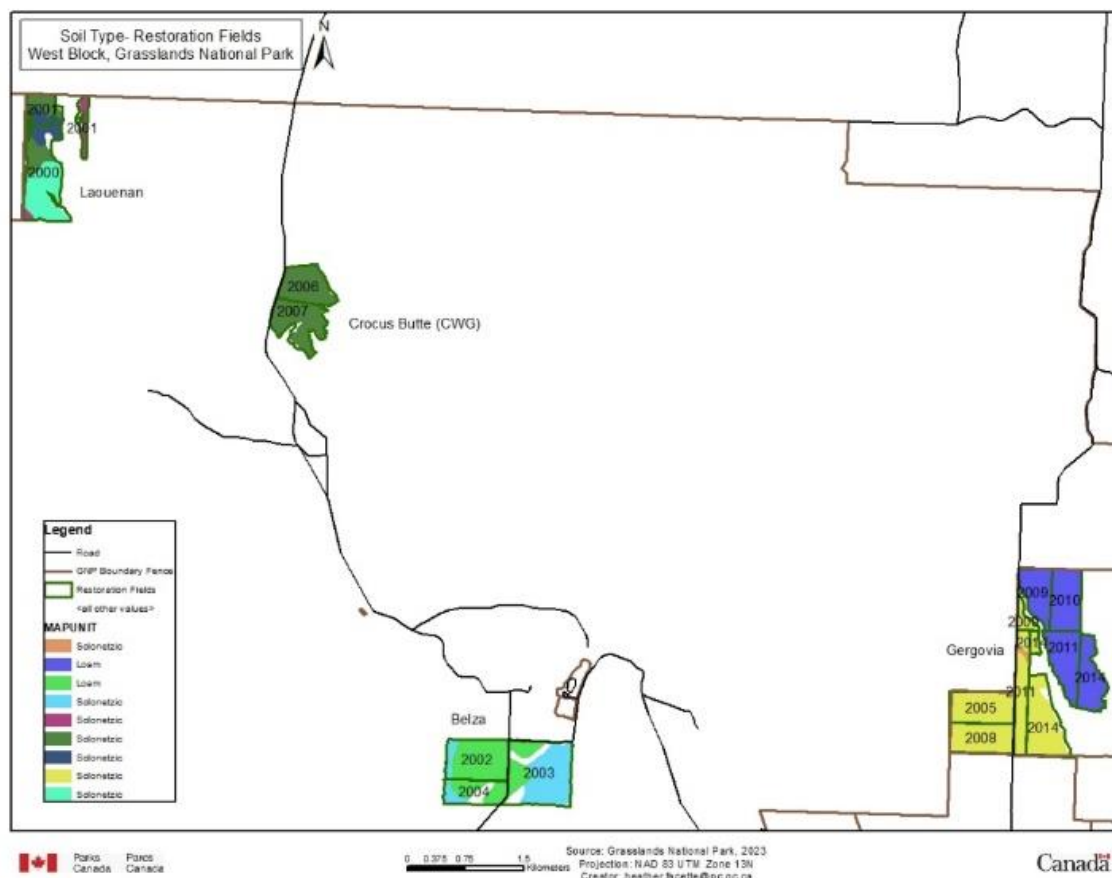 Soil Type- Restoration Fields
West Block, Grasslands National Park
N
2001
2001
2000
Laouenan
2006
2007
Crocus Butte (CWG)
Legend
Road
GNP Boundary Fence
Restoration Fields
<all other values>
MAPUNIT
Solonetzic
Loam
Loam
Solonetzic
Solonetzic
Solonetzic
Solonetzic
Solonetzic
Solonetzic
Belza
2002
2003
2004
Gergovia
2009
2010
2011
2014
2011
2005
2008
2014
Parks Canada
Parcs Canada
0 0.375 0.75 1.5
Kilometers
Source: Grasslands National Park, 2023
Projection: NAD 83 UTM Zone 13N
Canada